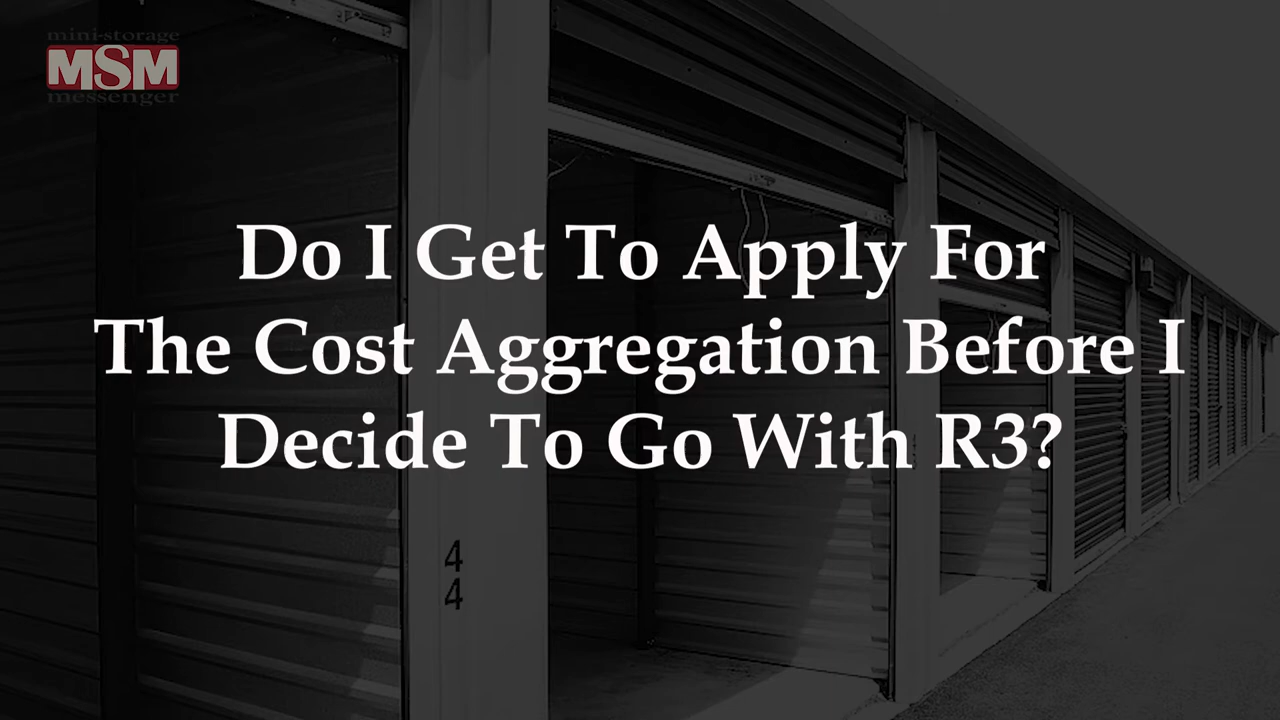 mini-storage
MSM
messenger
Do I Get To Apply For
The Cost Aggregation Before I
Decide To Go With R3?
4
4